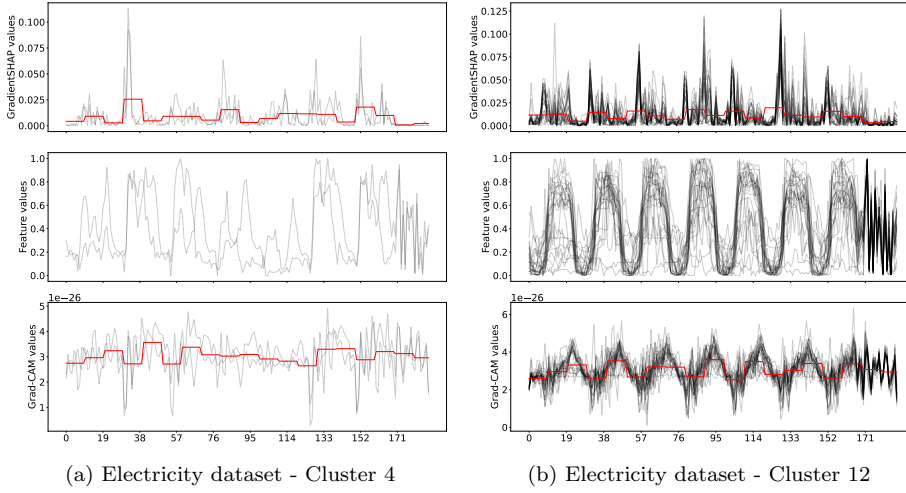 GradientSHAP values
0.100
0.075
0.050
0.025
0.000
Feature values
1.0
0.8
0.6
0.4
0.2
0.0
1e−26
Grad-CAM values
5
4
3
2
1
0 19 38 57 76 95 114 133 152 171
(a) Electricity dataset - Cluster 4
GradientSHAP values
0.125
0.100
0.075
0.050
0.025
0.000
Feature values
1.0
0.8
0.6
0.4
0.2
0.0
1e−26
Grad-CAM values
6
4
2
0
0 19 38 57 76 95 114 133 152 171
(b) Electricity dataset - Cluster 12